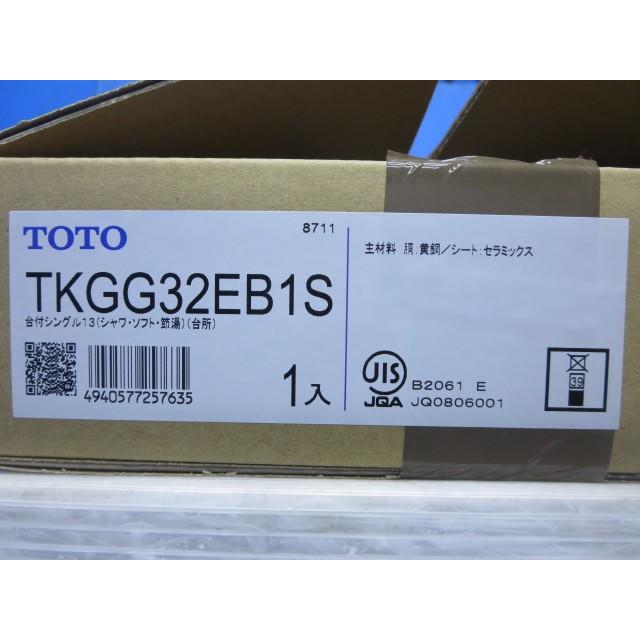 TOTO
8711
TKGG32EB1S
台付シングル13(シャワ・ソフト・節湯)(台所)
4940577257635
1入
主材料 胴:黄銅/シート:セラミックス
JIS
JQA
B2061 E
JQ0806001
39